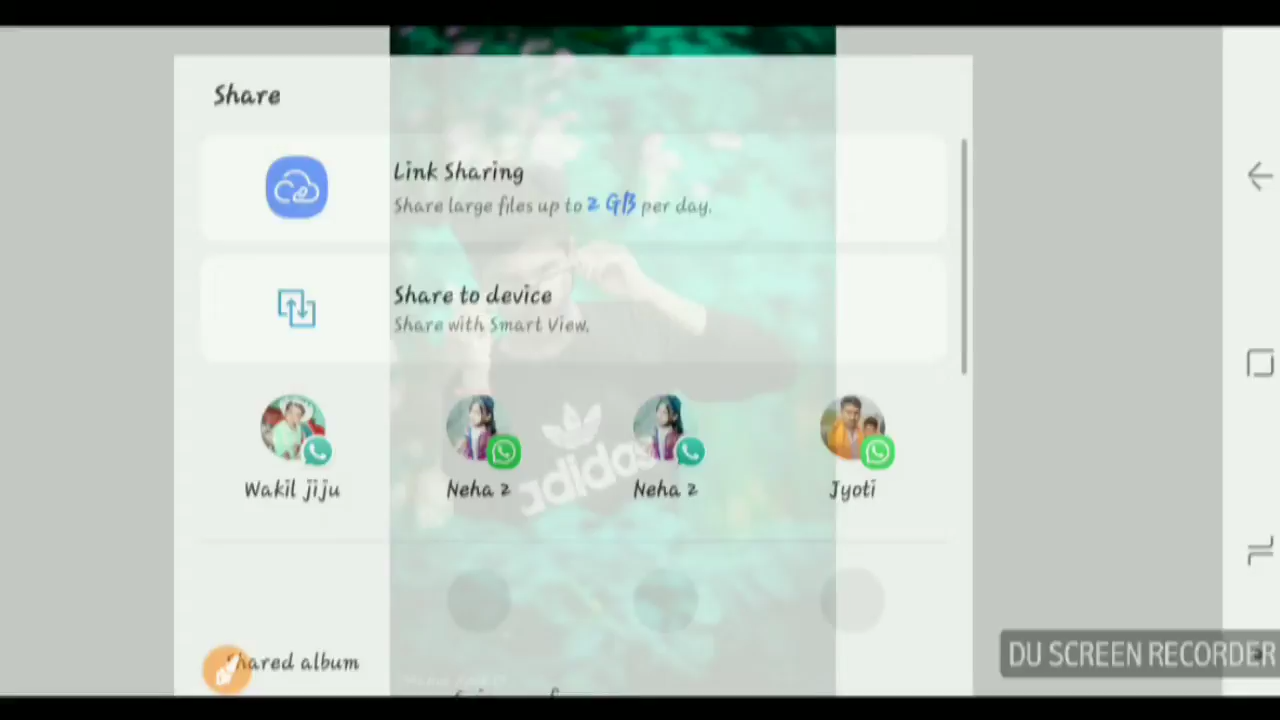 Share
Link Sharing
Share large files up to 2 GB per day.
Share to device
Share with Smart View.
adidas
Wakil jiju
Neha 2
Neha 2
Jyoti
Shared album
DU SCREEN RECORDER